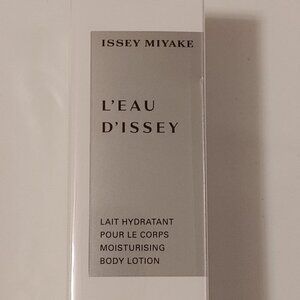 ISSEY MIYAKE
L'EAU
D'ISSEY
LAIT HYDRATANT
POUR LE CORPS
MOISTURISING
BODY LOTION